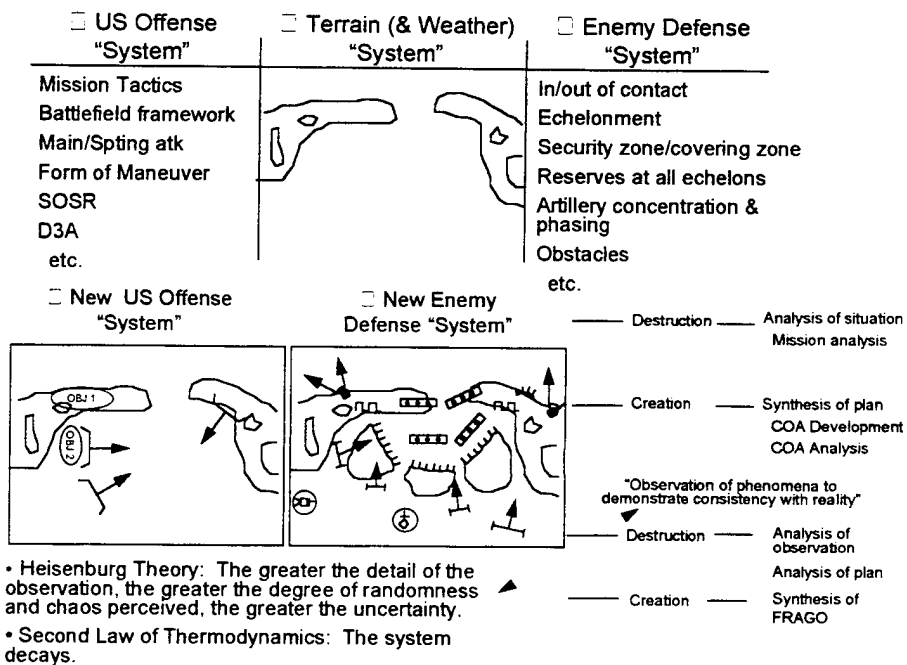 US Offense
"System"
Terrain (& Weather)
"System"
Enemy Defense
"System"
Mission Tactics
Battlefield framework
Main/Spting atk
Form of Maneuver
SOSR
D3A
etc.
In/out of contact
Echelonment
Security zone/covering zone
Reserves at all echelons
Artillery concentration &
phasing
Obstacles
etc.
New US Offense
"System"
New Enemy
Defense "System"
OBJ 1
OBJ 2
Destruction
Analysis of situation
Mission analysis
Creation
Synthesis of plan
COA Development
COA Analysis
"Observation of phenomena to
demonstrate consistency with reality"
Destruction
Analysis of
observation
Analysis of plan
Creation
Synthesis of
FRAGO
• Heisenburg Theory: The greater the detail of the
observation, the greater the degree of randomness
and chaos perceived, the greater the uncertainty.
• Second Law of Thermodynamics: The system
decays.